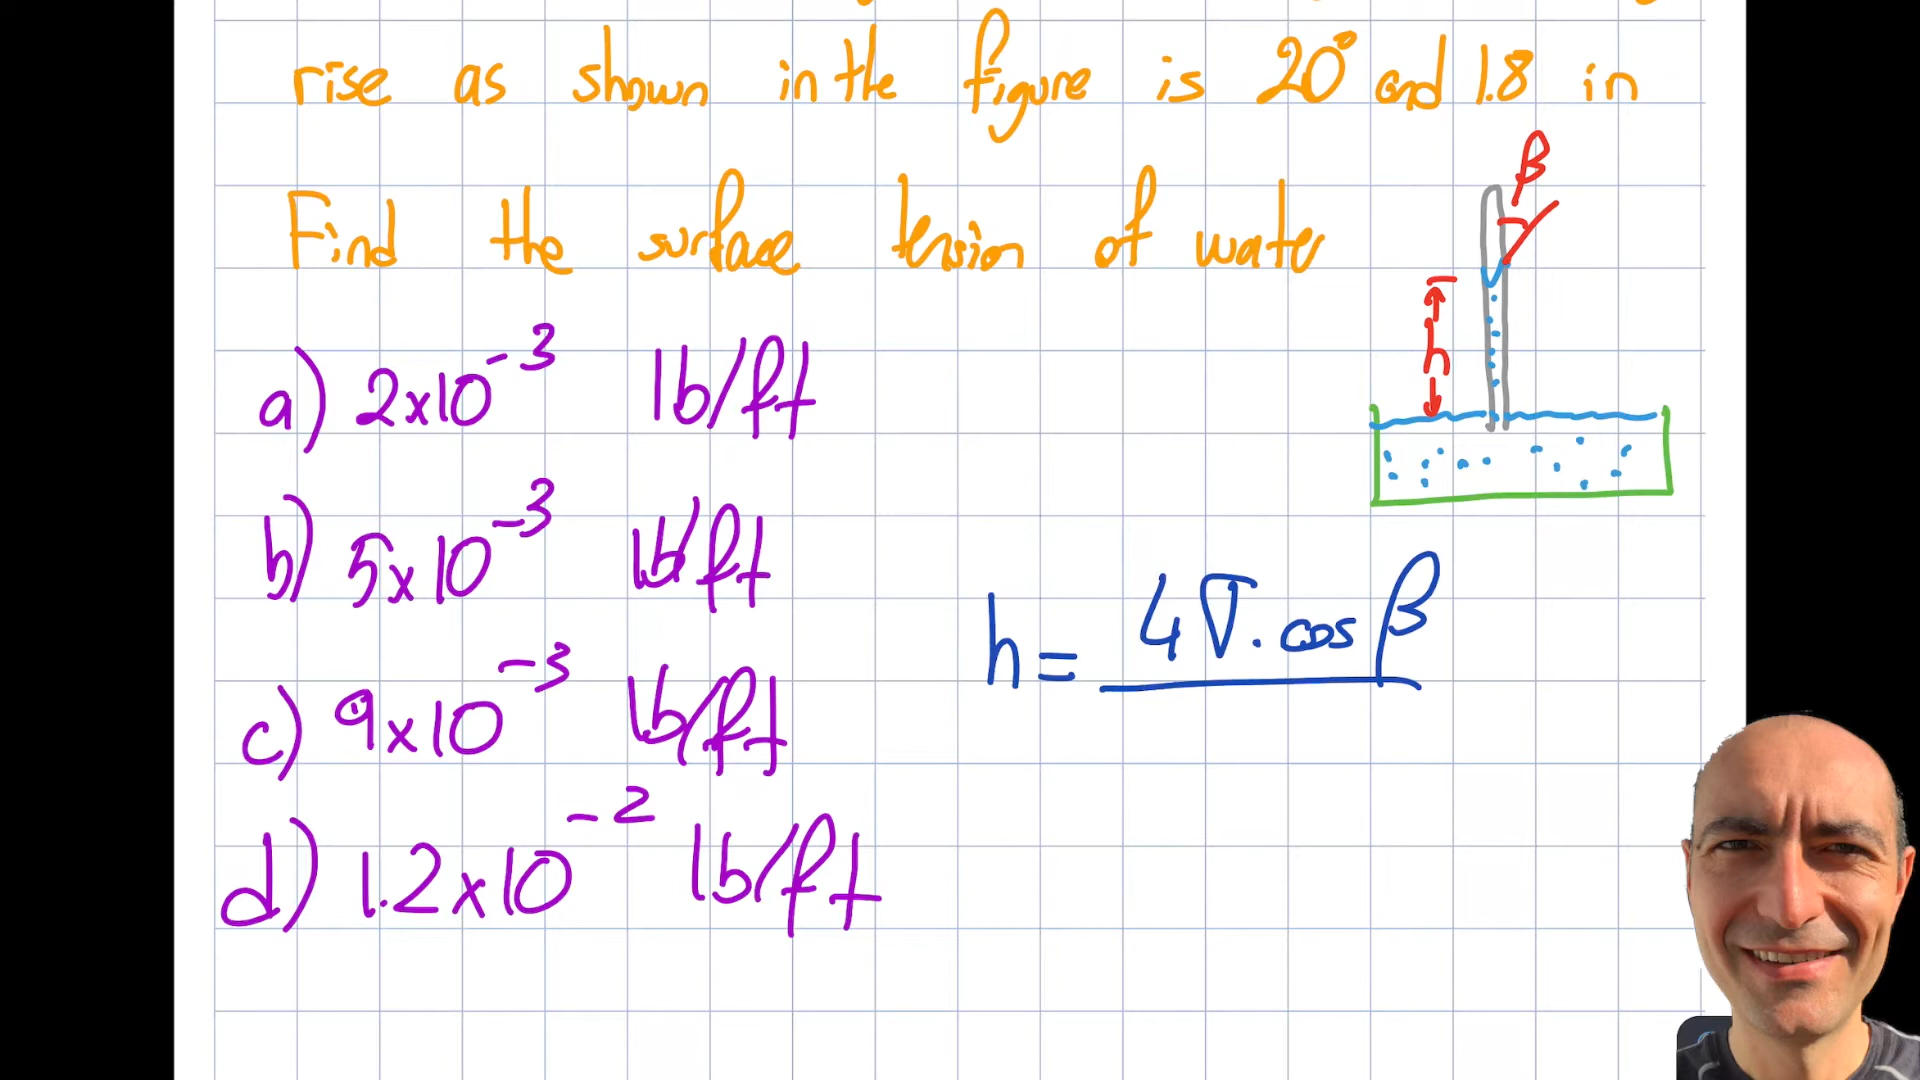 rise as shown in the figure is 20° and 1.8 in
Find the surface tension of water
β
h
a) 2x10⁻³ lb/ft
b) 5x10⁻³ lb/ft
c) 9x10⁻³ lb/ft
d) 1.2x10⁻² lb/ft
h = 4σ. cos β